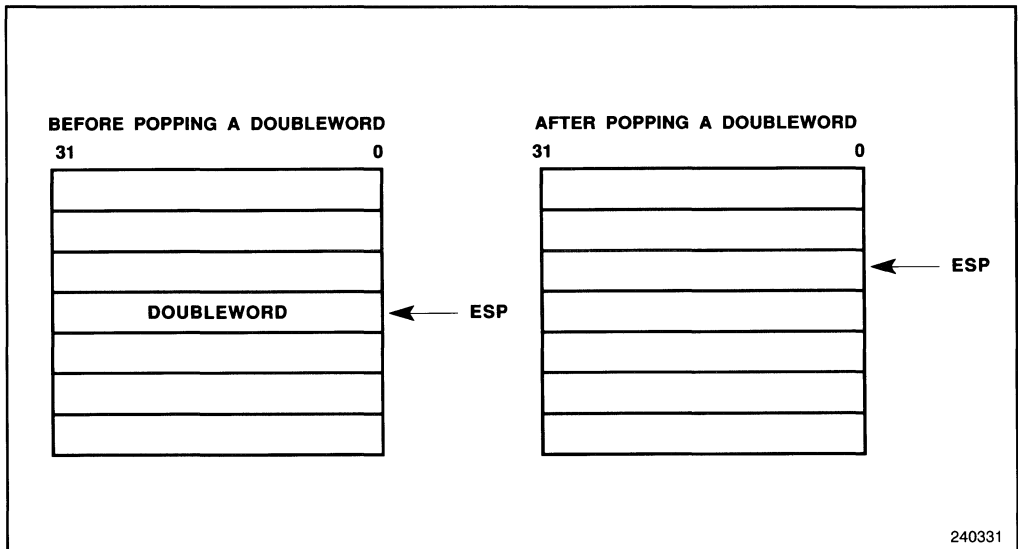 BEFORE POPPING A DOUBLEWORD
31 0
DOUBLEWORD
ESP
AFTER POPPING A DOUBLEWORD
31 0
ESP
240331